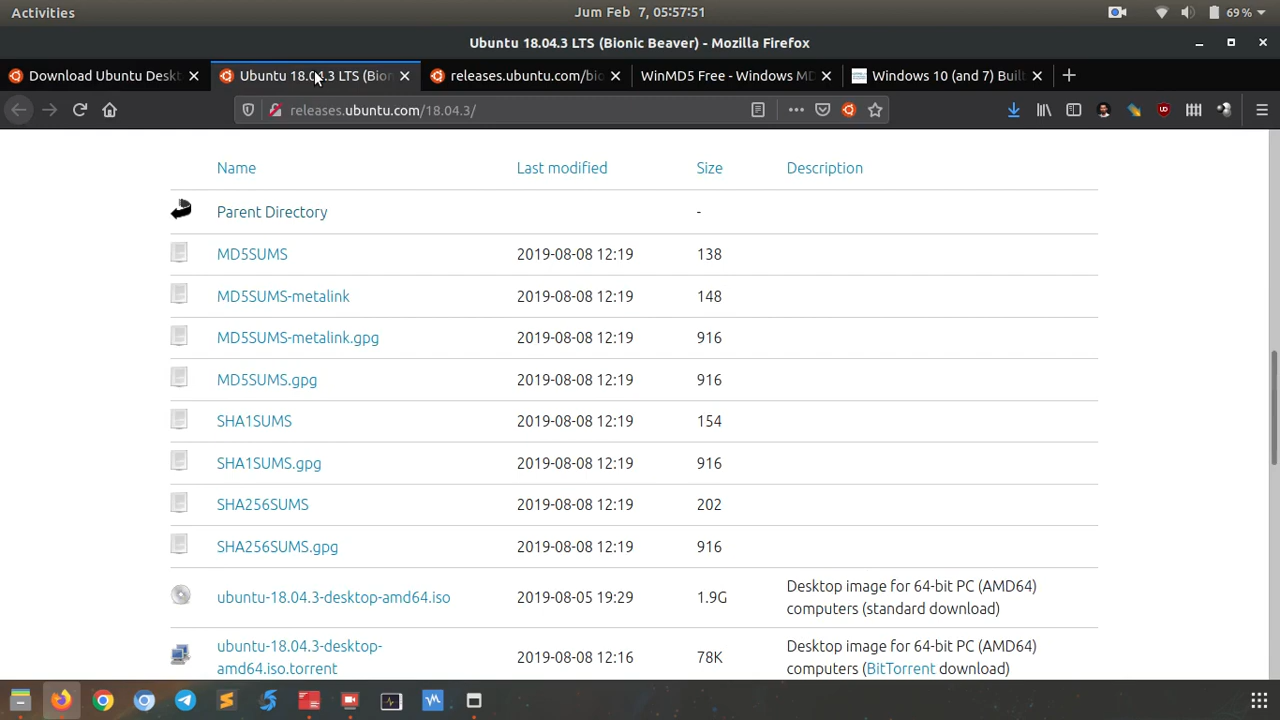 Activities
Jum Feb 7, 05:57:51
69 %
Ubuntu 18.04.3 LTS (Bionic Beaver) - Mozilla Firefox
Download Ubuntu Deskt
Ubuntu 18.04.3 LTS (Bion
releases.ubuntu.com/bio
WinMD5 Free - Windows MD
Windows 10 (and 7) Buil
releases.ubuntu.com/18.04.3/
Name Last modified Size Description
Parent Directory -
MD5SUMS 2019-08-08 12:19 138
MD5SUMS-metalink 2019-08-08 12:19 148
MD5SUMS-metalink.gpg 2019-08-08 12:19 916
MD5SUMS.gpg 2019-08-08 12:19 916
SHA1SUMS 2019-08-08 12:19 154
SHA1SUMS.gpg 2019-08-08 12:19 916
SHA256SUMS 2019-08-08 12:19 202
SHA256SUMS.gpg 2019-08-08 12:19 916
ubuntu-18.04.3-desktop-amd64.iso 2019-08-05 19:29 1.9G Desktop image for 64-bit PC (AMD64)
computers (standard download)
ubuntu-18.04.3-desktop-
amd64.iso.torrent 2019-08-08 12:16 78K Desktop image for 64-bit PC (AMD64)
computers (BitTorrent download)